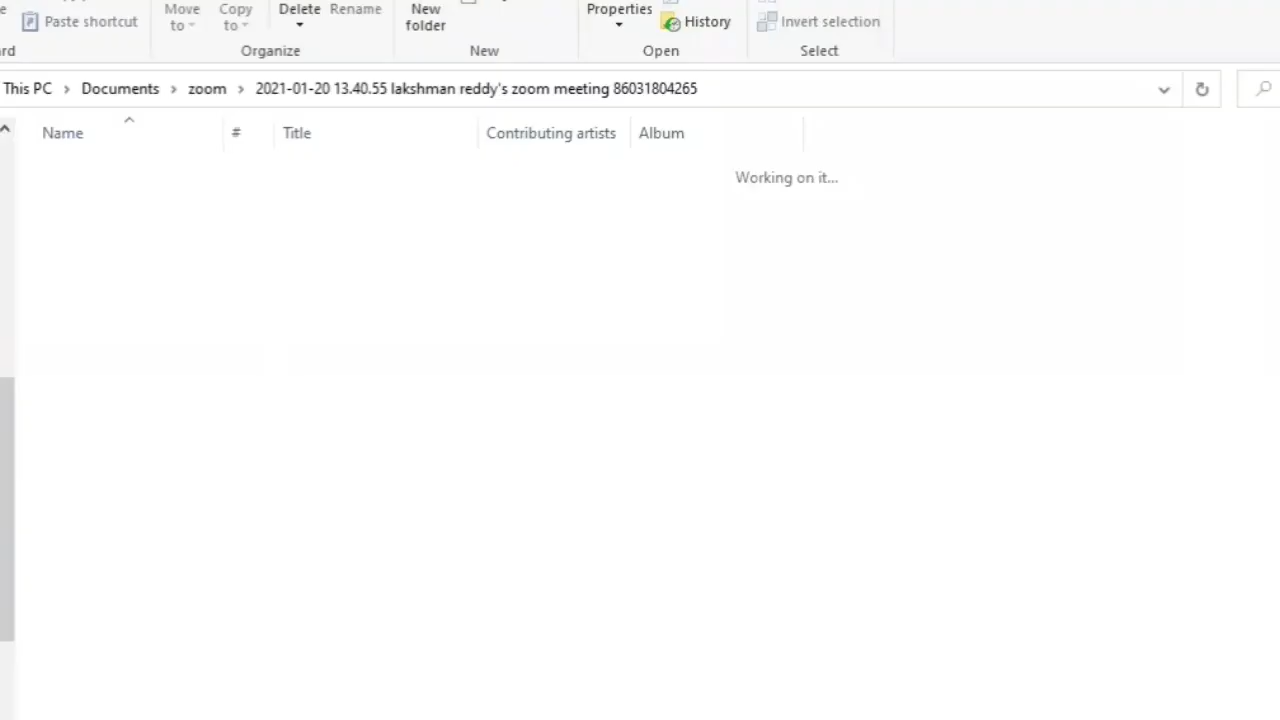 Move to
Copy to
Delete
Rename
New folder
Properties
Paste shortcut
History
Invert selection
Organize
New
Open
Select
This PC > Documents > zoom > 2021-01-20 13.40.55 lakshman reddy's zoom meeting 86031804265
Name # Title Contributing artists Album
Working on it...